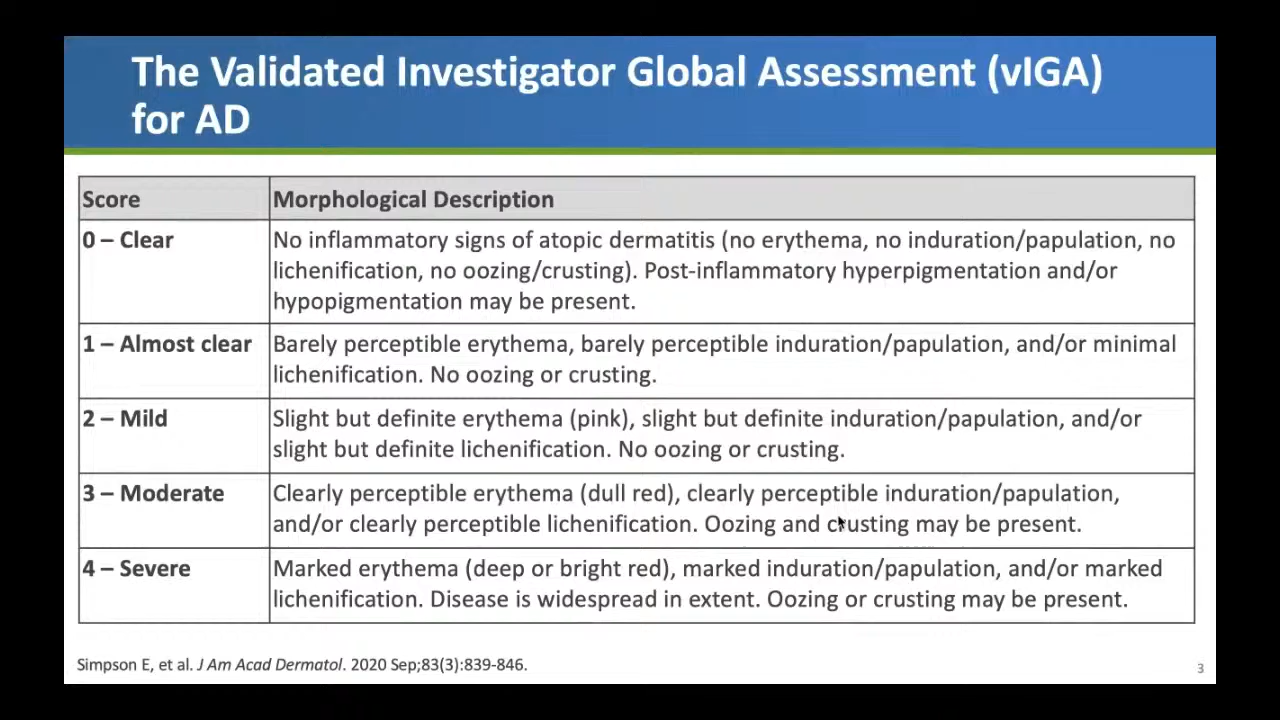 The Validated Investigator Global Assessment (vIGA)
for AD
Score Morphological Description
0 – Clear No inflammatory signs of atopic dermatitis (no erythema, no induration/papulation, no
lichenification, no oozing/crusting). Post-inflammatory hyperpigmentation and/or
hypopigmentation may be present.
1 – Almost clear Barely perceptible erythema, barely perceptible induration/papulation, and/or minimal
lichenification. No oozing or crusting.
2 – Mild Slight but definite erythema (pink), slight but definite induration/papulation, and/or
slight but definite lichenification. No oozing or crusting.
3 – Moderate Clearly perceptible erythema (dull red), clearly perceptible induration/papulation,
and/or clearly perceptible lichenification. Oozing and crusting may be present.
4 – Severe Marked erythema (deep or bright red), marked induration/papulation, and/or marked
lichenification. Disease is widespread in extent. Oozing or crusting may be present.
Simpson E, et al. J Am Acad Dermatol. 2020 Sep;83(3):839-846.
3